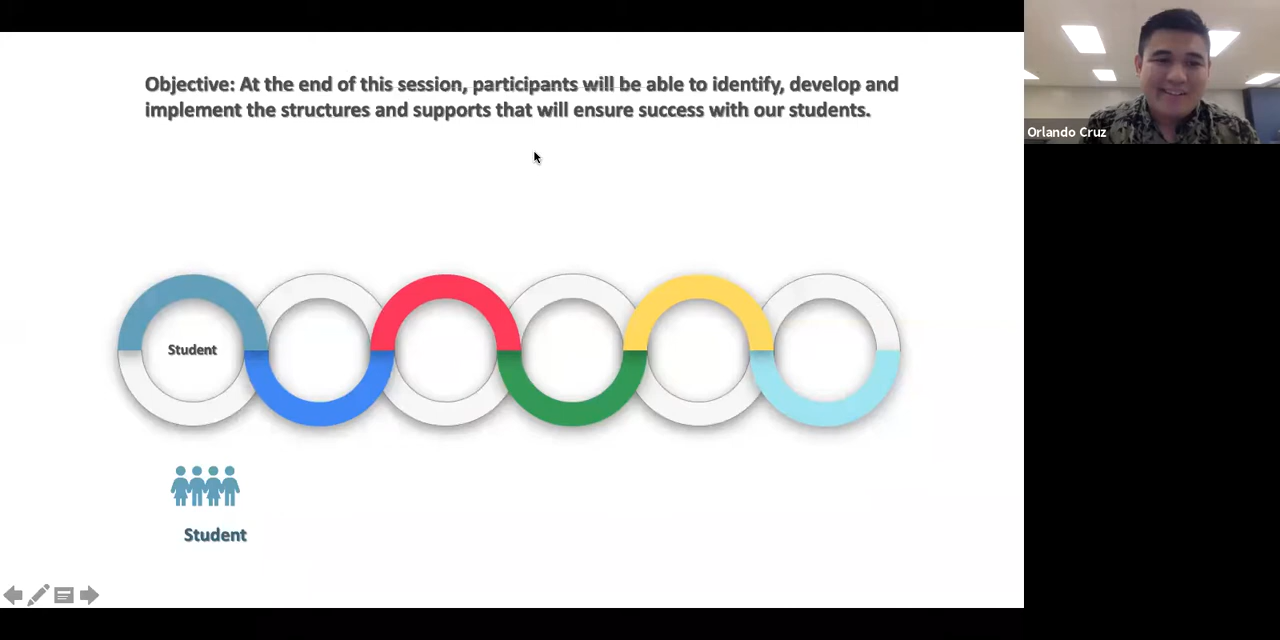 Objective: At the end of this session, participants will be able to identify, develop and
implement the structures and supports that will ensure success with our students.
Orlando Cruz
Student
Student